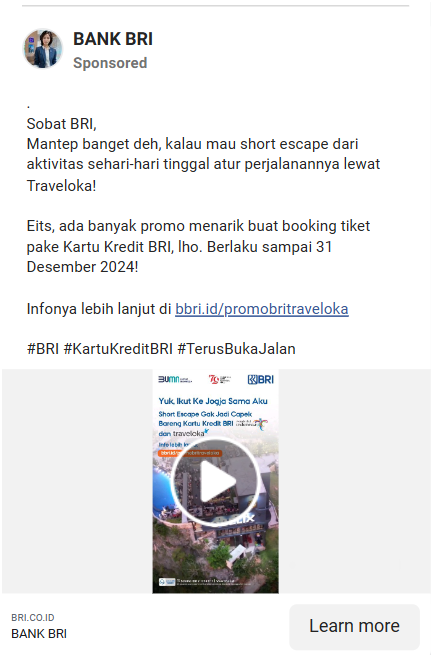 BANK BRI
Sponsored
.
Sobat BRI,
Mantep banget deh, kalau mau short escape dari
aktivitas sehari-hari tinggal atur perjalanannya lewat
Traveloka!
Eits, ada banyak promo menarik buat booking tiket
pake Kartu Kredit BRI, lho. Berlaku sampai 31
Desember 2024!
Infonya lebih lanjut di bbri.id/promobritraveloka
#BRI #KartuKreditBRI #TerusBukaJalan
BUMN
BRI
Yuk, Ikut Ke Jogja Sama Aku
Short Escape Gak Jadi Capek
Bareng Kartu Kredit BRI
dan traveloka
Info lebih
BRI.CO.ID
BANK BRI
Learn more